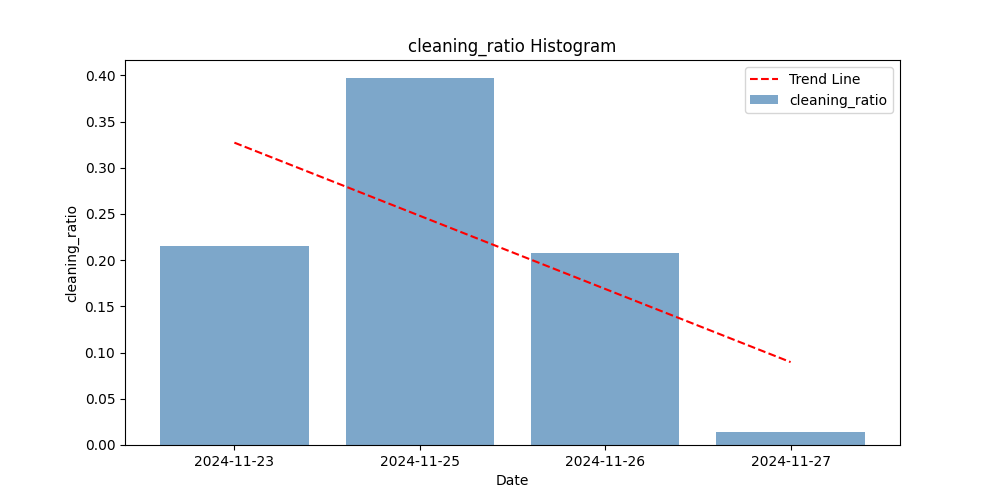 cleaning_ratio Histogram
Trend Line
cleaning_ratio
cleaning_ratio
0.40
0.35
0.30
0.25
0.20
0.15
0.10
0.05
0.00
2024-11-23
2024-11-25
2024-11-26
2024-11-27
Date